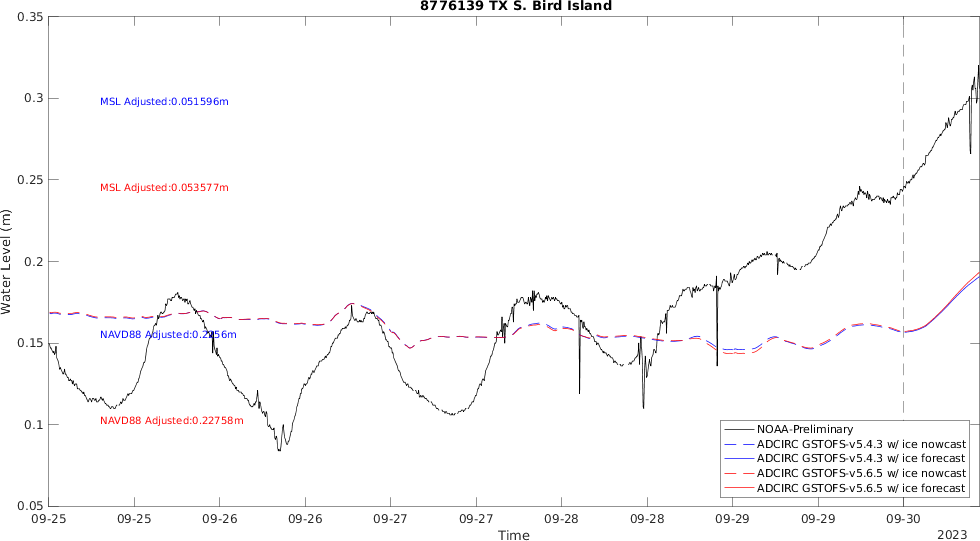 8776139 TX S. Bird Island
0.35
0.3
0.25
0.2
0.15
0.1
0.05
Water Level (m)
MSL Adjusted:0.051596m
MSL Adjusted:0.053577m
NAVD88 Adjusted:0.2256m
NAVD88 Adjusted:0.22758m
NOAA-Preliminary
ADCIRC GSTOFS-v5.4.3 w/ ice nowcast
ADCIRC GSTOFS-v5.4.3 w/ ice forecast
ADCIRC GSTOFS-v5.6.5 w/ ice nowcast
ADCIRC GSTOFS-v5.6.5 w/ ice forecast
09-25 09-25 09-26 09-26 09-27 09-27 09-28 09-28 09-29 09-29 09-30
Time
2023